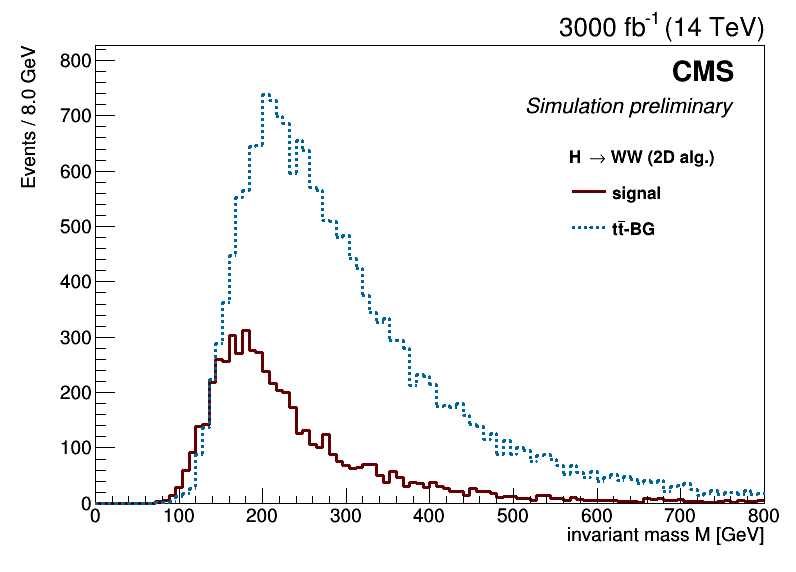 3000 fb⁻¹ (14 TeV)
CMS
Simulation preliminary
H → WW (2D alg.)
signal
tt̄-BG
Events / 8.0 GeV
800
700
600
500
400
300
200
100
0
0 100 200 300 400 500 600 700 800
invariant mass M [GeV]